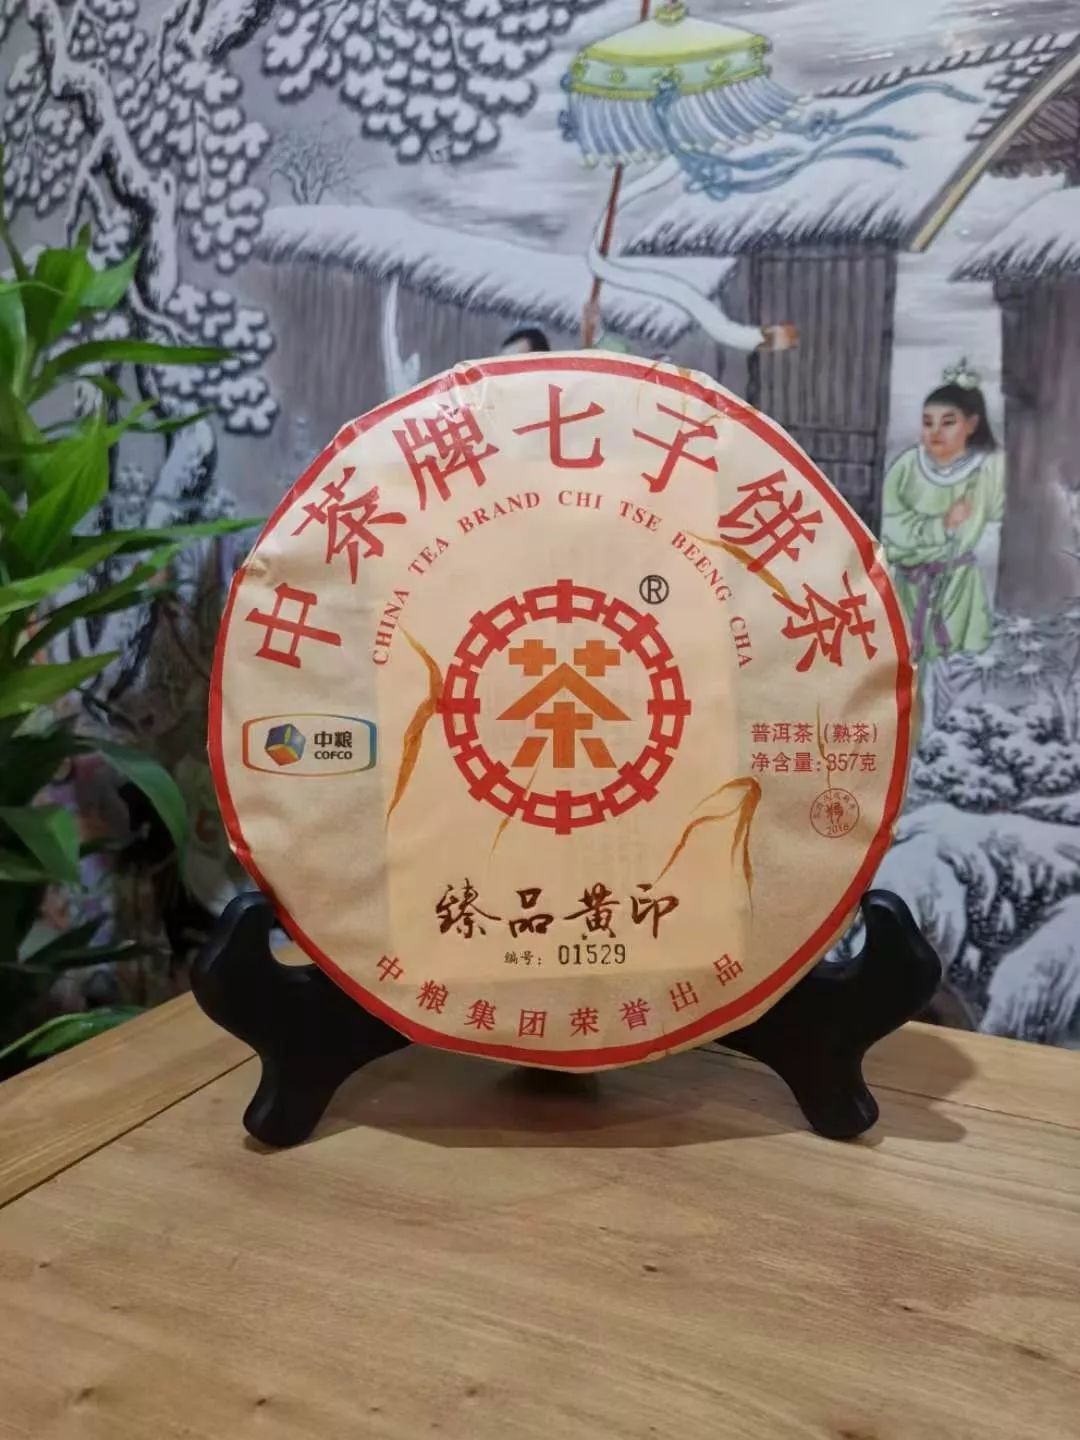 中茶牌七子饼茶
CHINA TEA BRAND CHI TSE BEENG CHA
®
茶
中粮
COFCO
普洱茶（熟茶）
净含量：357克
2016
臻品黄印
编号：01529
中粮集团荣誉出品